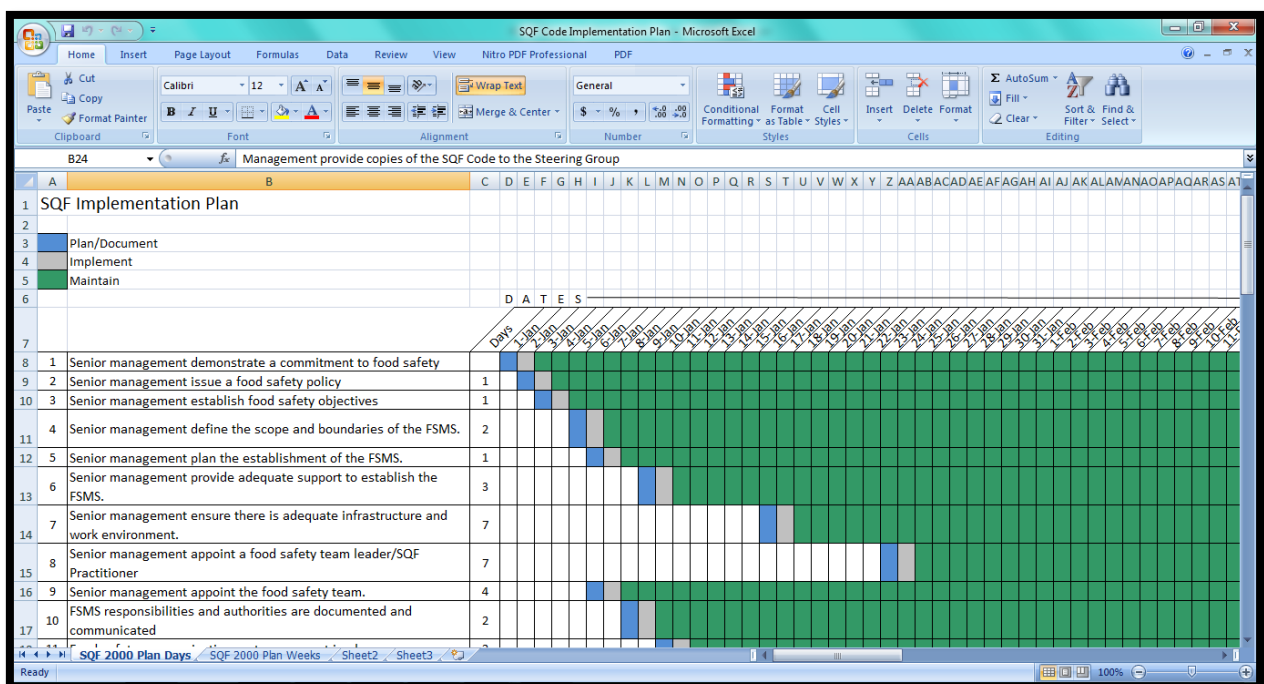 SQF Code Implementation Plan - Microsoft Excel
Home Insert Page Layout Formulas Data Review View Nitro PDF Professional PDF
Cut
Copy
Format Painter
Paste
Clipboard
Calibri 12
B I U
Font
Wrap Text
Merge & Center
Alignment
General
$ % ,
Number
Conditional Formatting
Format as Table
Cell Styles
Styles
Insert Delete Format
Cells
Σ AutoSum
Fill
Clear
Sort & Filter
Find & Select
Editing
B24 fx Management provide copies of the SQF Code to the Steering Group
A B C D E F G H I J K L M N O P Q R S T U V W X Y Z AA AB AC AD AE AF AG AH AI AJ AK AL AM AN AO AP AQ AR AS AT
1 SQF Implementation Plan
2
3 Plan/Document
4 Implement
5 Maintain
6 D A T E S
7 Days 1-Jan 2-Jan 3-Jan 4-Jan 5-Jan 6-Jan 7-Jan 8-Jan 9-Jan 10-Jan 11-Jan 12-Jan 13-Jan 14-Jan 15-Jan 16-Jan 17-Jan 18-Jan 19-Jan 20-Jan 21-Jan 22-Jan 23-Jan 24-Jan 25-Jan 26-Jan 27-Jan 28-Jan 29-Jan 30-Jan 31-Jan 1-Feb 2-Feb 3-Feb 4-Feb 5-Feb 6-Feb 7-Feb 8-Feb 9-Feb 10-Feb
8 1 Senior management demonstrate a commitment to food safety
9 2 Senior management issue a food safety policy 1
10 3 Senior management establish food safety objectives 1
11 4 Senior management define the scope and boundaries of the FSMS. 2
12 5 Senior management plan the establishment of the FSMS. 1
13 6 Senior management provide adequate support to establish the
FSMS. 3
14 7 Senior management ensure there is adequate infrastructure and
work environment. 7
15 8 Senior management appoint a food safety team leader/SQF
Practitioner 7
16 9 Senior management appoint the food safety team. 4
17 10 FSMS responsibilities and authorities are documented and
communicated 2
SQF 2000 Plan Days SQF 2000 Plan Weeks Sheet2 Sheet3
Ready 100%